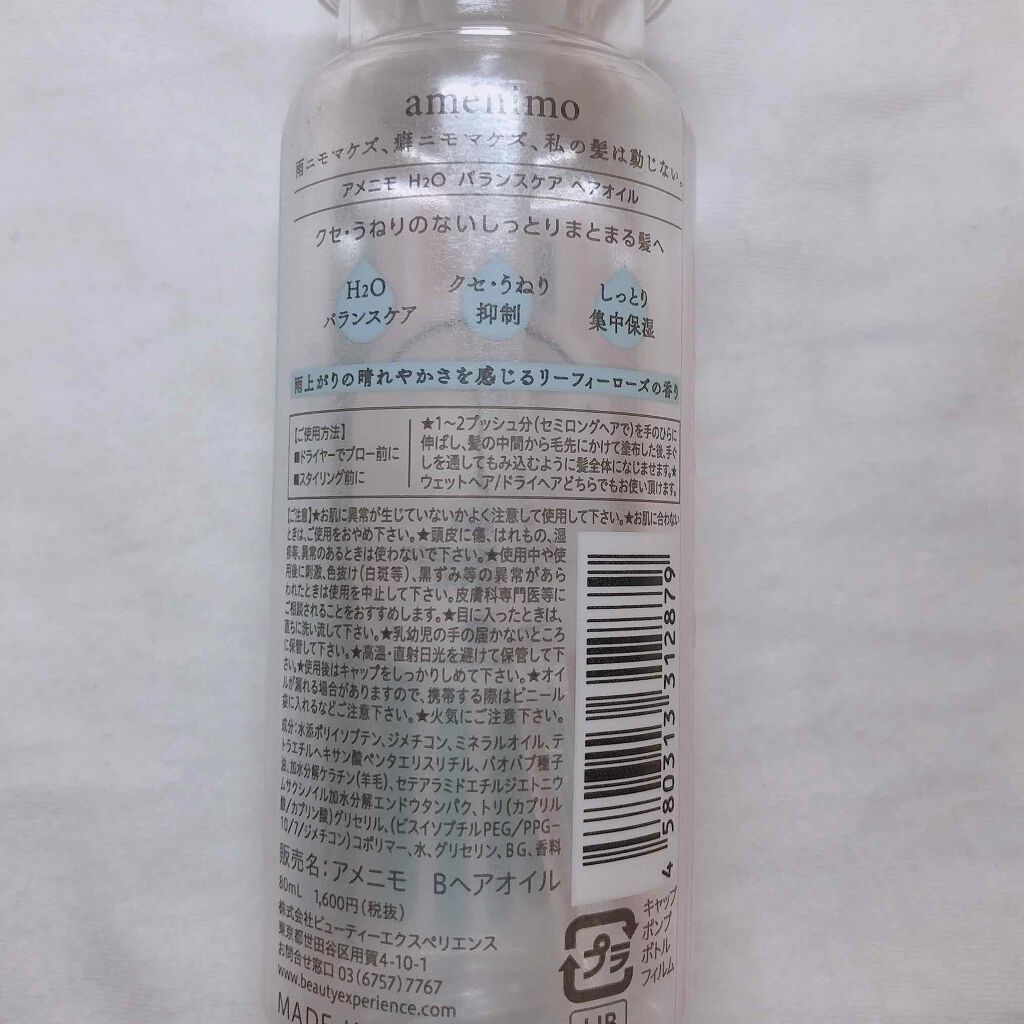 amenimo
雨ニモマケズ、癖ニモマケズ、私の髪は動じない。
アメニモ H2O バランスケア ヘアオイル
クセ・うねりのないしっとりまとまる髪へ
H2O
バランスケア
クセ・うねり
抑制
しっとり
集中保湿
雨上がりの晴れやかさを感じるリーフィーローズの香り
【ご使用方法】
■ドライヤーでブロー前に
■スタイリング前に
★1〜2プッシュ分(セミロングヘアで)を手のひらに
伸ばし、髪の中間から毛先にかけて塗布した後、手ぐ
しを通してもみ込むように髪全体になじませます。★
ウェットヘア/ドライヘアどちらでもお使い頂けます。
【ご注意】★お肌に異常が生じていないかよく注意して使用して下さい。★お肌に合わない
ときは、ご使用をおやめ下さい。★頭皮に傷、はれもの、湿
疹等、異常のあるときは使わないで下さい。★使用中や使
用後に刺激、色抜け(白斑等)、黒ずみ等の異常があら
われたときは使用を中止して下さい。皮膚科専門医等に
ご相談されることをおすすめします。★目に入ったときは、
直ちに洗い流して下さい。★乳幼児の手の届かないところ
に保管して下さい。★高温・直射日光を避けて保管して下
さい。★使用後はキャップをしっかりしめて下さい。★オイ
ルが漏れる場合がありますので、携帯する際はビニール
袋に入れるなどご注意下さい。★火気にご注意下さい。
成分:水添ポリイソブテン、ジメチコン、ミネラルオイル、テ
トラエチルヘキサン酸ペンタエリスリチル、バオバブ種子
油、加水分解ケラチン(羊毛)、セテアラミドエチルジエトニウ
ムサクシノイル加水分解エンドウタンパク、トリ(カプリル
酸/カプリン酸)グリセリル、(ビスイソブチルPEG/PPG-
10/7/ジメチコン)コポリマー、水、グリセリン、BG、香料
販売名:アメニモ Bヘアオイル
80mL 1,600円(税抜)
株式会社ビューティーエクスペリエンス
東京都世田谷区用賀4-10-1
お問合せ窓口 03(6757)7767
www.beautyexperience.com
MADE
4 580313 312879
プラ
キャップ
ポンプ
ボトル
フィルム